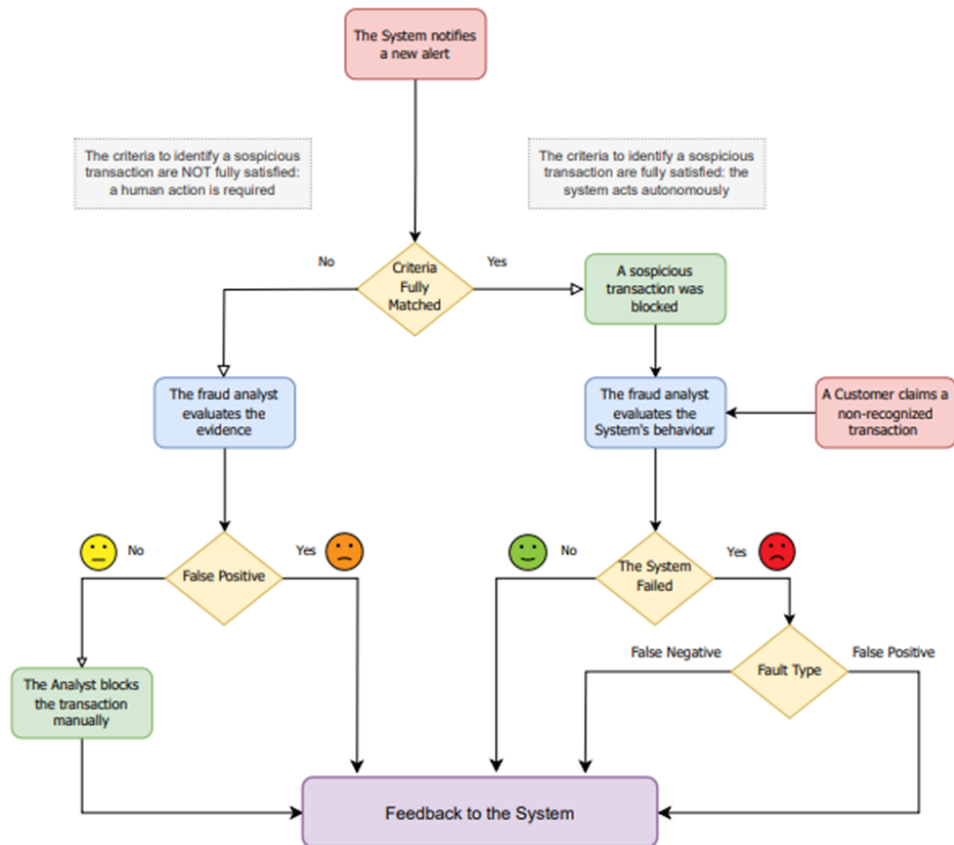 The System notifies
a new alert
The criteria to identify a sospicious
transaction are NOT fully satisfied:
a human action is required
The criteria to identify a sospicious
transaction are fully satisfied: the
system acts autonomously
No
Criteria
Fully
Matched
Yes
A sospicious
transaction was
blocked
The fraud analyst
evaluates the
evidence
The fraud analyst
evaluates the
System's behaviour
A Customer claims a
non-recognized
transaction
No
False Positive
Yes
No
The System
Failed
Yes
False Negative
Fault Type
False Positive
The Analyst blocks
the transaction
manually
Feedback to the System